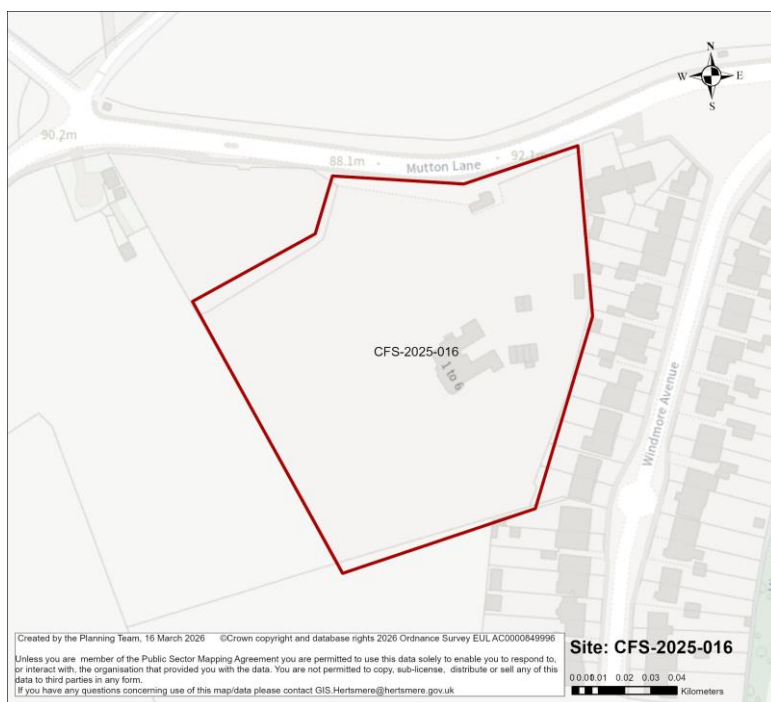 N
W E
S
90.2m
88.1m
Mutton Lane
92.1m
CFS-2025-016
1 to 6
Windmore Avenue
Created by the Planning Team, 16 March 2026 ©Crown copyright and database rights 2026 Ordnance Survey EUL AC0000849996
Unless you are member of the Public Sector Mapping Agreement you are permitted to use this data solely to enable you to respond to,
or interact with, the organisation that provided you with the data. You are not permitted to copy, sub-license, distribute or sell any of this
data to third parties in any form.
If you have any questions concerning use of this map/data please contact GIS.Hertsmere@hertsmere.gov.uk
Site: CFS-2025-016
0.02 0.03 0.04
Kilometers